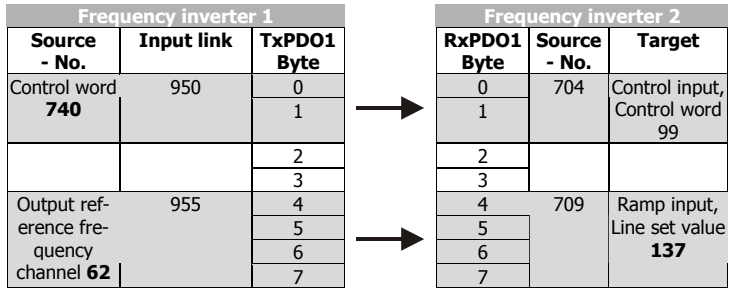 Frequency inverter 1
Source - No. Input link TxPDO1 Byte
Control word 740 950 0
1
2
3
Output ref-
erence fre-
quency
channel 62
955 4
5
6
7
Frequency inverter 2
RxPDO1 Byte Source - No. Target
0 704 Control input,
1 Control word
99
2
3
4 709 Ramp input,
5 Line set value
6 137
7